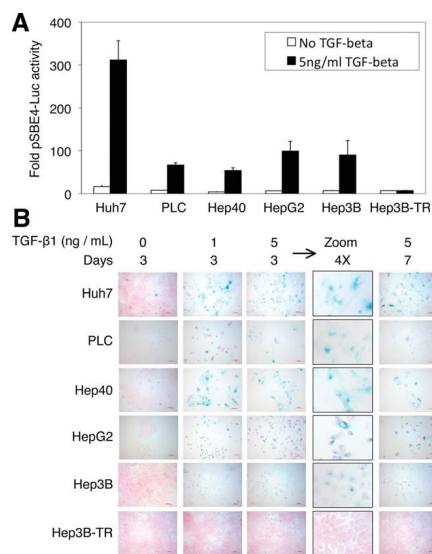 A
Fold pSBE4-Luc activity
400
300
200
100
0
No TGF-beta
5ng/ml TGF-beta
Huh7 PLC Hep40 HepG2 Hep3B Hep3B-TR
B
TGF-β1 (ng / mL) 0 1 5 → Zoom 5
Days 3 3 3 4X 7
Huh7
PLC
Hep40
HepG2
Hep3B
Hep3B-TR